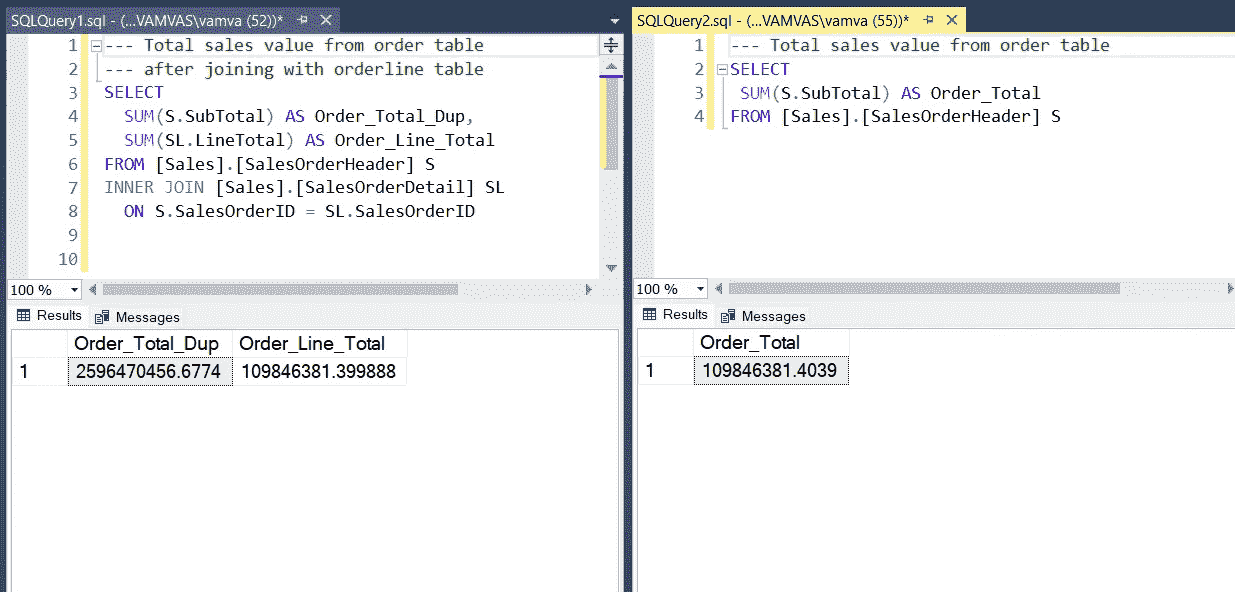 SQLQuery1.sql - (...VAMVAS\vamva (52))*
1 --- Total sales value from order table
2 --- after joining with orderline table
3 SELECT
4 SUM(S.SubTotal) AS Order_Total_Dup,
5 SUM(SL.LineTotal) AS Order_Line_Total
6 FROM [Sales].[SalesOrderHeader] S
7 INNER JOIN [Sales].[SalesOrderDetail] SL
8 ON S.SalesOrderID = SL.SalesOrderID
9
10
100 %
Results Messages
Order_Total_Dup Order_Line_Total
1 2596470456.6774 109846381.399888
SQLQuery2.sql - (...VAMVAS\vamva (55))*
1 --- Total sales value from order table
2 SELECT
3 SUM(S.SubTotal) AS Order_Total
4 FROM [Sales].[SalesOrderHeader] S
100 %
Results Messages
Order_Total
1 109846381.4039